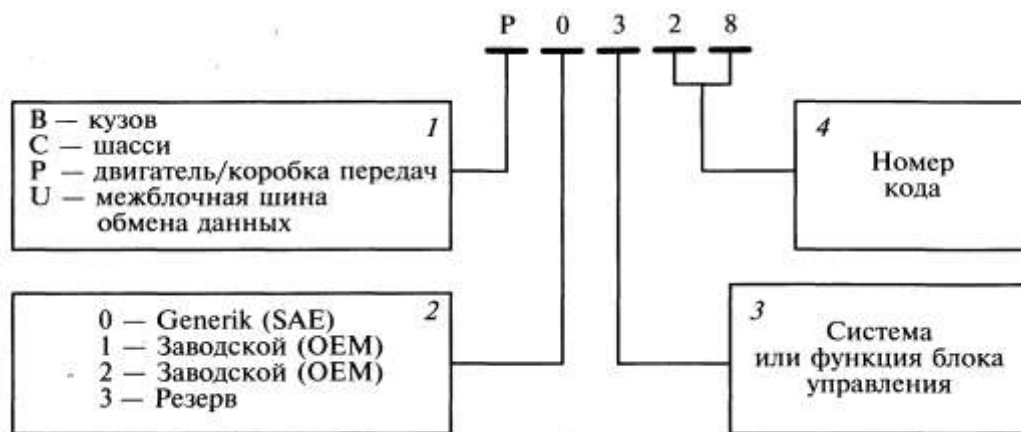 P 0 3 2 8
B — кузов
C — шасси
P — двигатель/коробка передач
U — межблочная шина
обмена данных
1
4
Номер
кода
0 — Generik (SAE)
1 — Заводской (OEM)
2 — Заводской (OEM)
3 — Резерв
2
3
Система
или функция блока
управления